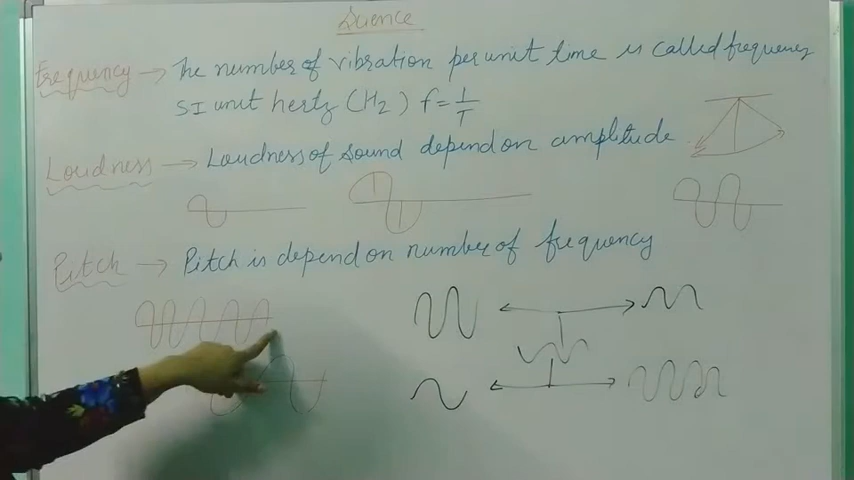 Science
Frequency → The number of vibration per unit time is called frequency
SI unit hertz (Hz) f = 1/T
Loudness → Loudness of sound depend on amplitude
Pitch → Pitch is depend on number of frequency